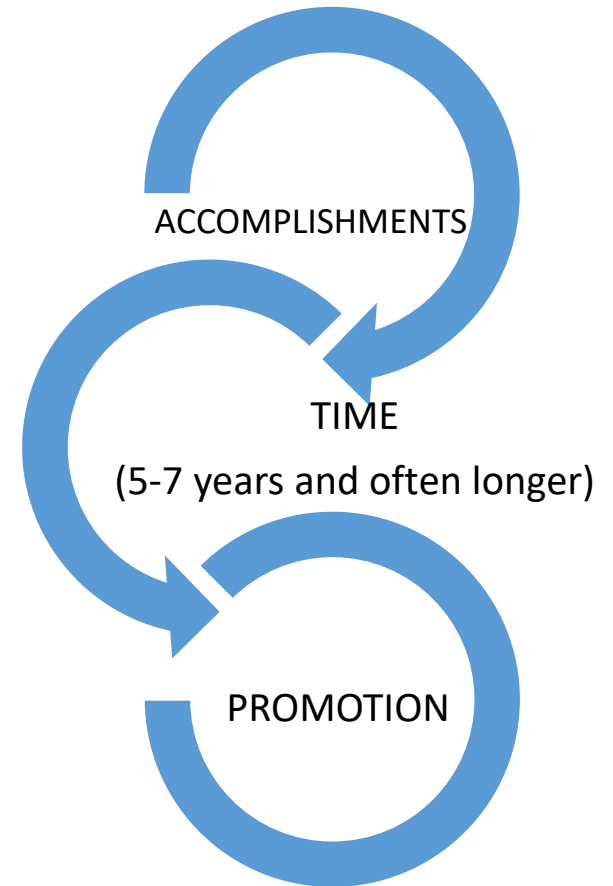 ACCOMPLISHMENTS
TIME
(5-7 years and often longer)
PROMOTION